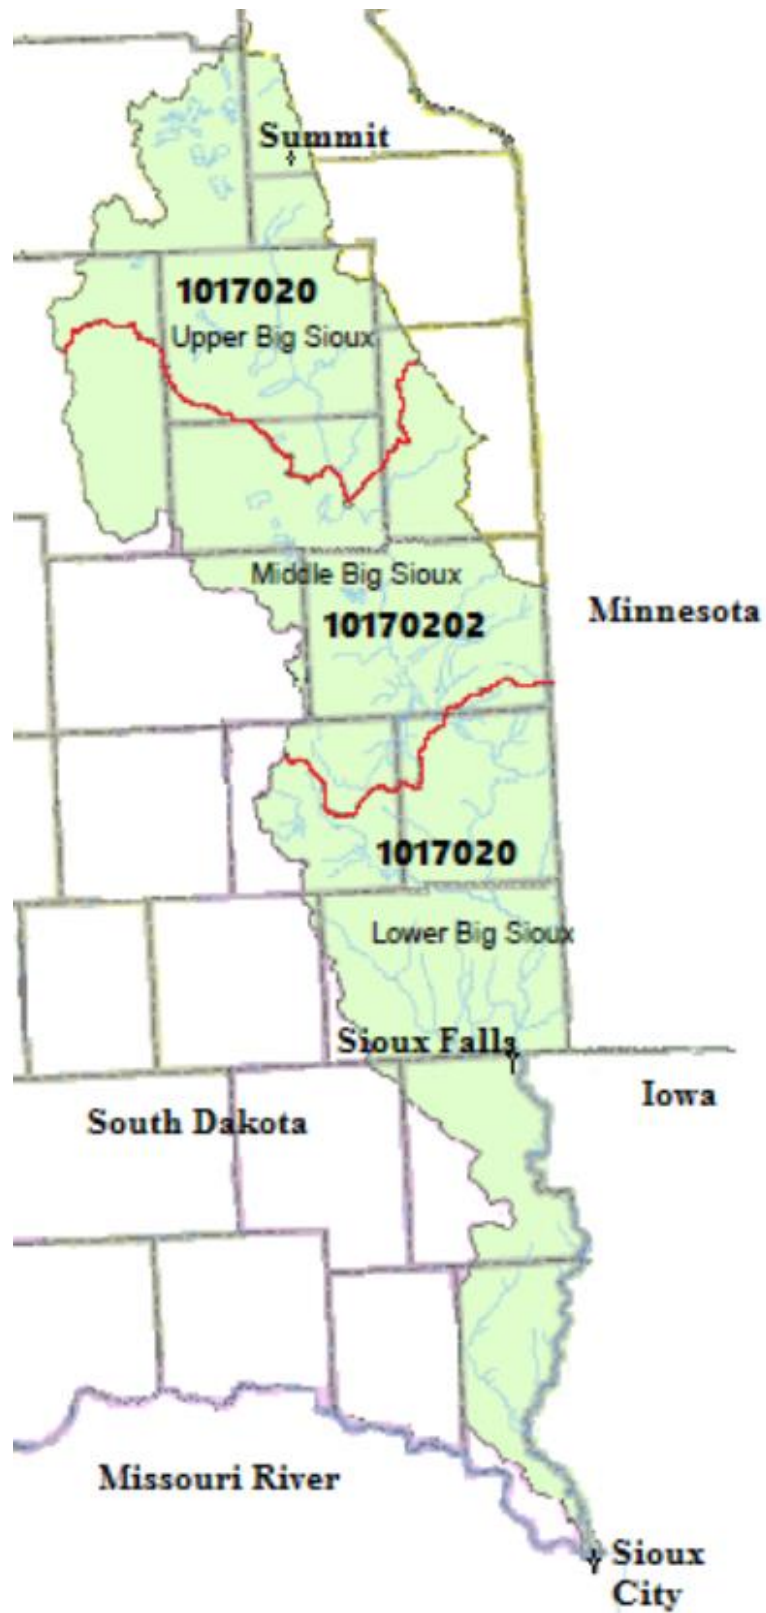 Summit
1017020
Upper Big Sioux
Middle Big Sioux
10170202
Minnesota
1017020
Lower Big Sioux
Sioux Falls
Iowa
South Dakota
Missouri River
Sioux
City